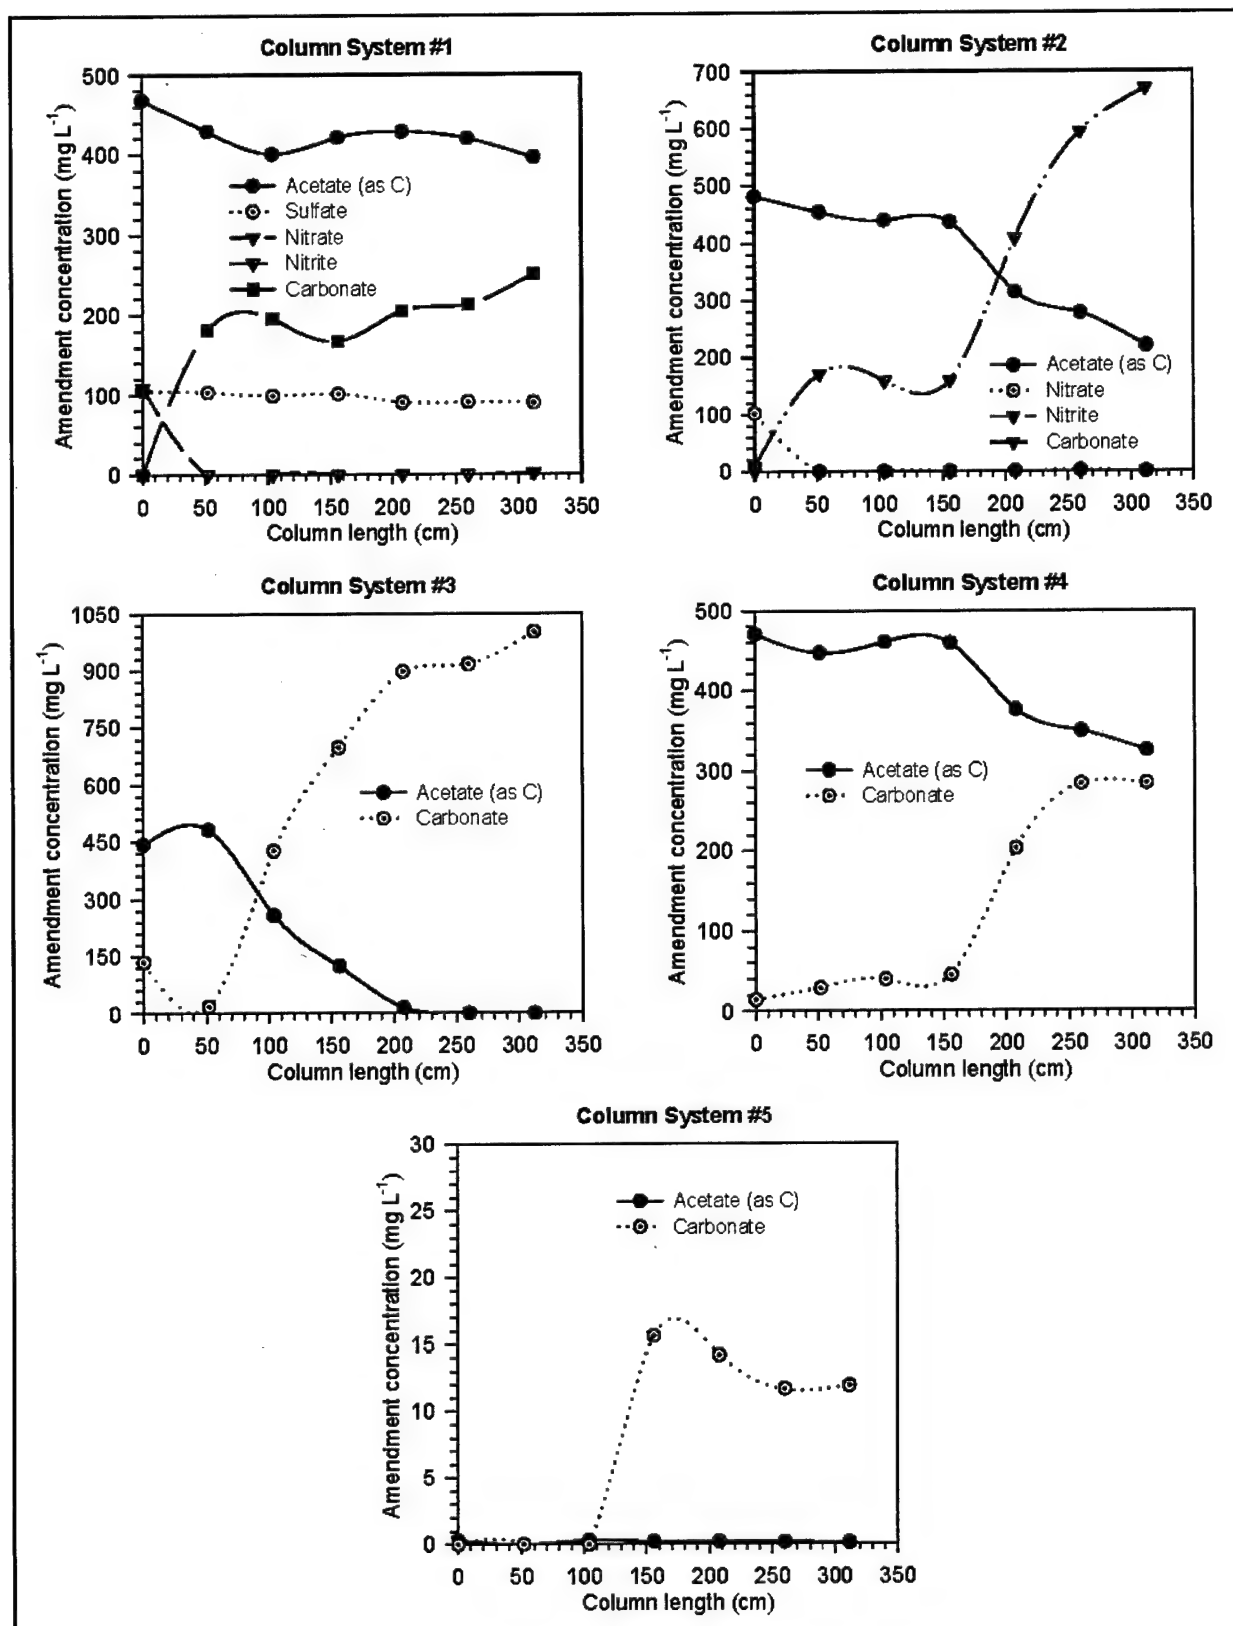 Column System #1
Amendment concentration (mg L-1)
500
400
300
200
100
0
Acetate (as C)
Sulfate
Nitrate
Nitrite
Carbonate
0 50 100 150 200 250 300 350
Column length (cm)
Column System #2
Amendment concentration (mg L-1)
700
600
500
400
300
200
100
0
Acetate (as C)
Nitrate
Nitrite
Carbonate
0 50 100 150 200 250 300 350
Column length (cm)
Column System #3
Amendment concentration (mg L-1)
1050
900
750
600
450
300
150
0
Acetate (as C)
Carbonate
0 50 100 150 200 250 300 350
Column length (cm)
Column System #4
Amendment concentration (mg L-1)
500
400
300
200
100
0
Acetate (as C)
Carbonate
0 50 100 150 200 250 300 350
Column length (cm)
Column System #5
Amendment concentration (mg L-1)
30
25
20
15
10
5
0
Acetate (as C)
Carbonate
0 50 100 150 200 250 300 350
Column length (cm)